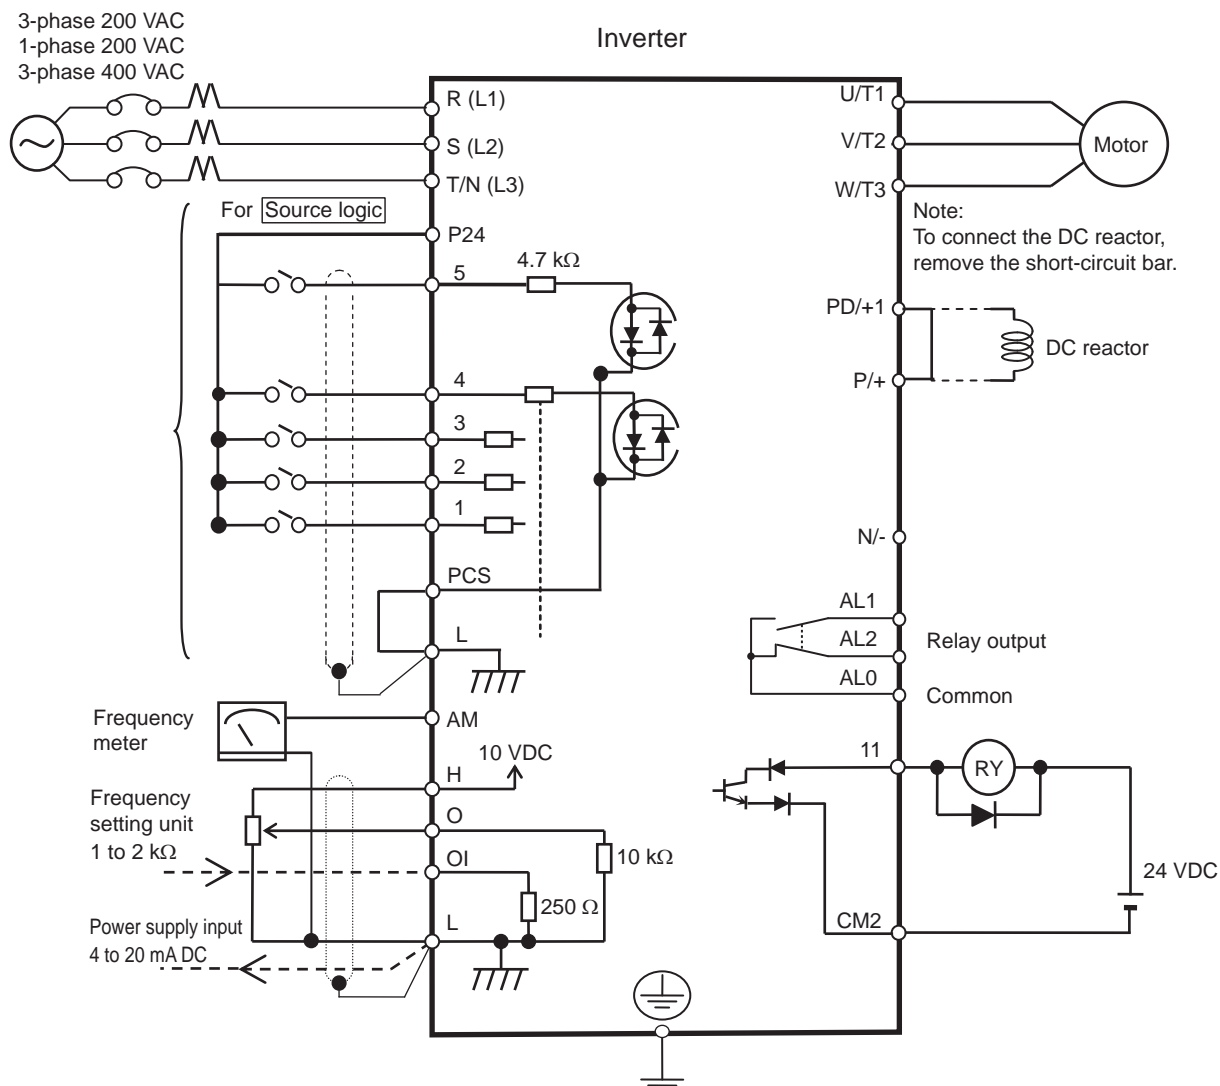 3-phase 200 VAC
1-phase 200 VAC
3-phase 400 VAC
Inverter
R (L1)
S (L2)
T/N (L3)
U/T1
V/T2
W/T3
Motor
For Source logic
P24
5
4.7 kΩ
4
3
2
1
PCS
L
Note:
To connect the DC reactor,
remove the short-circuit bar.
PD/+1
P/+
DC reactor
N/-
AL1
AL2
AL0
Relay output
Common
Frequency
meter
AM
10 VDC
H
Frequency
setting unit
1 to 2 kΩ
O
OI
10 kΩ
250 Ω
L
Power supply input
4 to 20 mA DC
11
RY
24 VDC
CM2